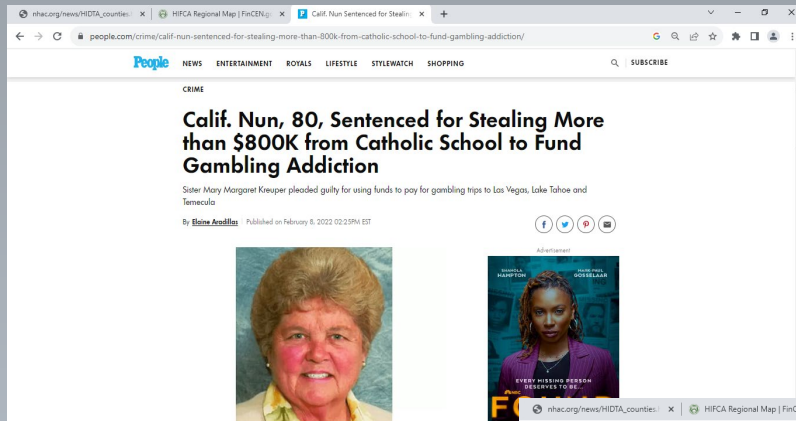 nhac.org/news/HIDTA_counties. HIFCA Regional Map | FinCEN.g Calif. Nun Sentenced for Stealin
people.com/crime/calif-nun-sentenced-for-stealing-more-than-800k-from-catholic-school-to-fund-gambling-addiction/
People NEWS ENTERTAINMENT ROYALS LIFESTYLE STYLEWATCH SHOPPING SUBSCRIBE
CRIME
Calif. Nun, 80, Sentenced for Stealing More
than $800K from Catholic School to Fund
Gambling Addiction
Sister Mary Margaret Kreuper pleaded guilty for using funds to pay for gambling trips to Las Vegas, Lake Tahoe and
Temecula
By Elaine Aradillas Published on February 8, 2022 02:25PM EST
Advertisement
SHANOLA HAMPTON MARK-PAUL GOSSELAAR
EVERY MISSING PERSON
DESERVES TO BE...
NBC
nhac.org/news/HIDTA_counties. HIFCA Regional Map | FinC